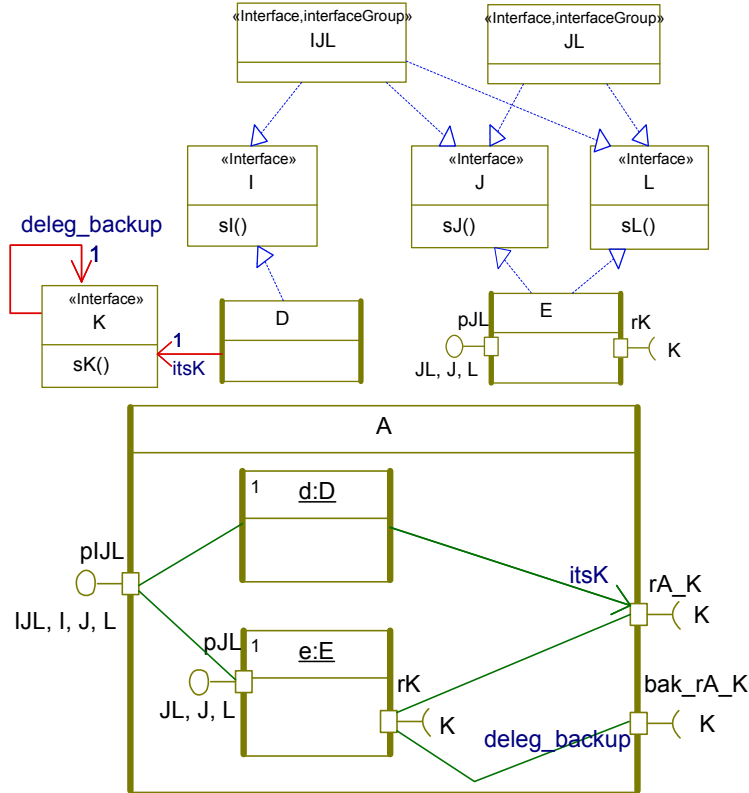 «Interface,interfaceGroup»
IJL
«Interface,interfaceGroup»
JL
«Interface»
I
sI()
«Interface»
J
sJ()
«Interface»
L
sL()
deleg_backup
1
«Interface»
K
sK()
1
itsK
D
E
pJL
JL, J, L
rK
K
A
1
d:D
pIJL
IJL, I, J, L
itsK
rA_K
K
1
e:E
pJL
JL, J, L
rK
K
deleg_backup
bak_rA_K
K